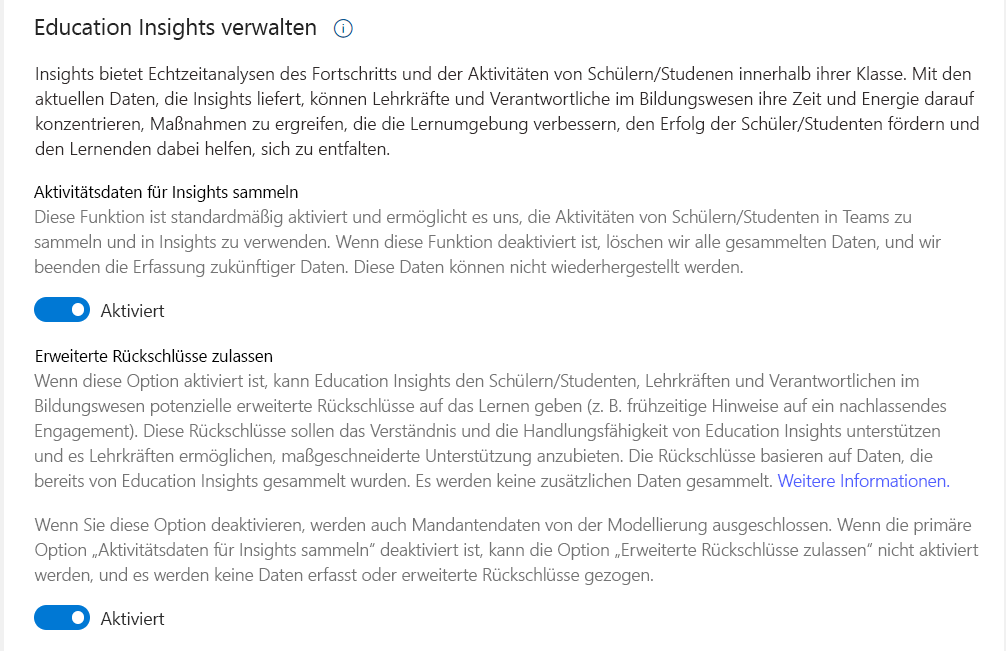 Education Insights verwalten
Insights bietet Echtzeitanalysen des Fortschritts und der Aktivitäten von Schülern/Studenen innerhalb ihrer Klasse. Mit den
aktuellen Daten, die Insights liefert, können Lehrkräfte und Verantwortliche im Bildungswesen ihre Zeit und Energie darauf
konzentrieren, Maßnahmen zu ergreifen, die die Lernumgebung verbessern, den Erfolg der Schüler/Studenten fördern und
den Lernenden dabei helfen, sich zu entfalten.
Aktivitätsdaten für Insights sammeln
Diese Funktion ist standardmäßig aktiviert und ermöglicht es uns, die Aktivitäten von Schülern/Studenten in Teams zu
sammeln und in Insights zu verwenden. Wenn diese Funktion deaktiviert ist, löschen wir alle gesammelten Daten, und wir
beenden die Erfassung zukünftiger Daten. Diese Daten können nicht wiederhergestellt werden.
Aktiviert
Erweiterte Rückschlüsse zulassen
Wenn diese Option aktiviert ist, kann Education Insights den Schülern/Studenten, Lehrkräften und Verantwortlichen im
Bildungswesen potenzielle erweiterte Rückschlüsse auf das Lernen geben (z. B. frühzeitige Hinweise auf ein nachlassendes
Engagement). Diese Rückschlüsse sollen das Verständnis und die Handlungsfähigkeit von Education Insights unterstützen
und es Lehrkräften ermöglichen, maßgeschneiderte Unterstützung anzubieten. Die Rückschlüsse basieren auf Daten, die
bereits von Education Insights gesammelt wurden. Es werden keine zusätzlichen Daten gesammelt. Weitere Informationen.
Wenn Sie diese Option deaktivieren, werden auch Mandantendaten von der Modellierung ausgeschlossen. Wenn die primäre
Option „Aktivitätsdaten für Insights sammeln“ deaktiviert ist, kann die Option „Erweiterte Rückschlüsse zulassen“ nicht aktiviert
werden, und es werden keine Daten erfasst oder erweiterte Rückschlüsse gezogen.
Aktiviert